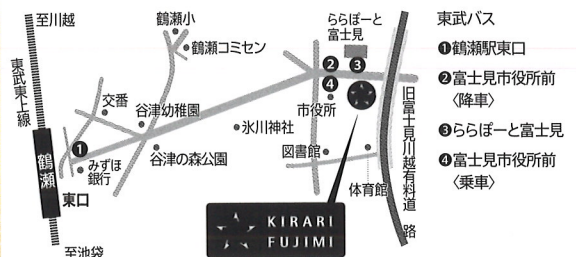 至川越
鶴瀬小
鶴瀬コミセン
ららぽーと
富士見
東武東上線
交番
谷津幼稚園
❷
❸
❹
市役所
氷川神社
旧富士見川越有料道路
❶
鶴瀬
みずほ
銀行
谷津の森公園
図書館
体育館
東口
至池袋
KIRARI
FUJIMI
東武バス
❶鶴瀬駅東口
❷富士見市役所前
〈降車〉
❸ららぽーと富士見
❹富士見市役所前
〈乗車〉